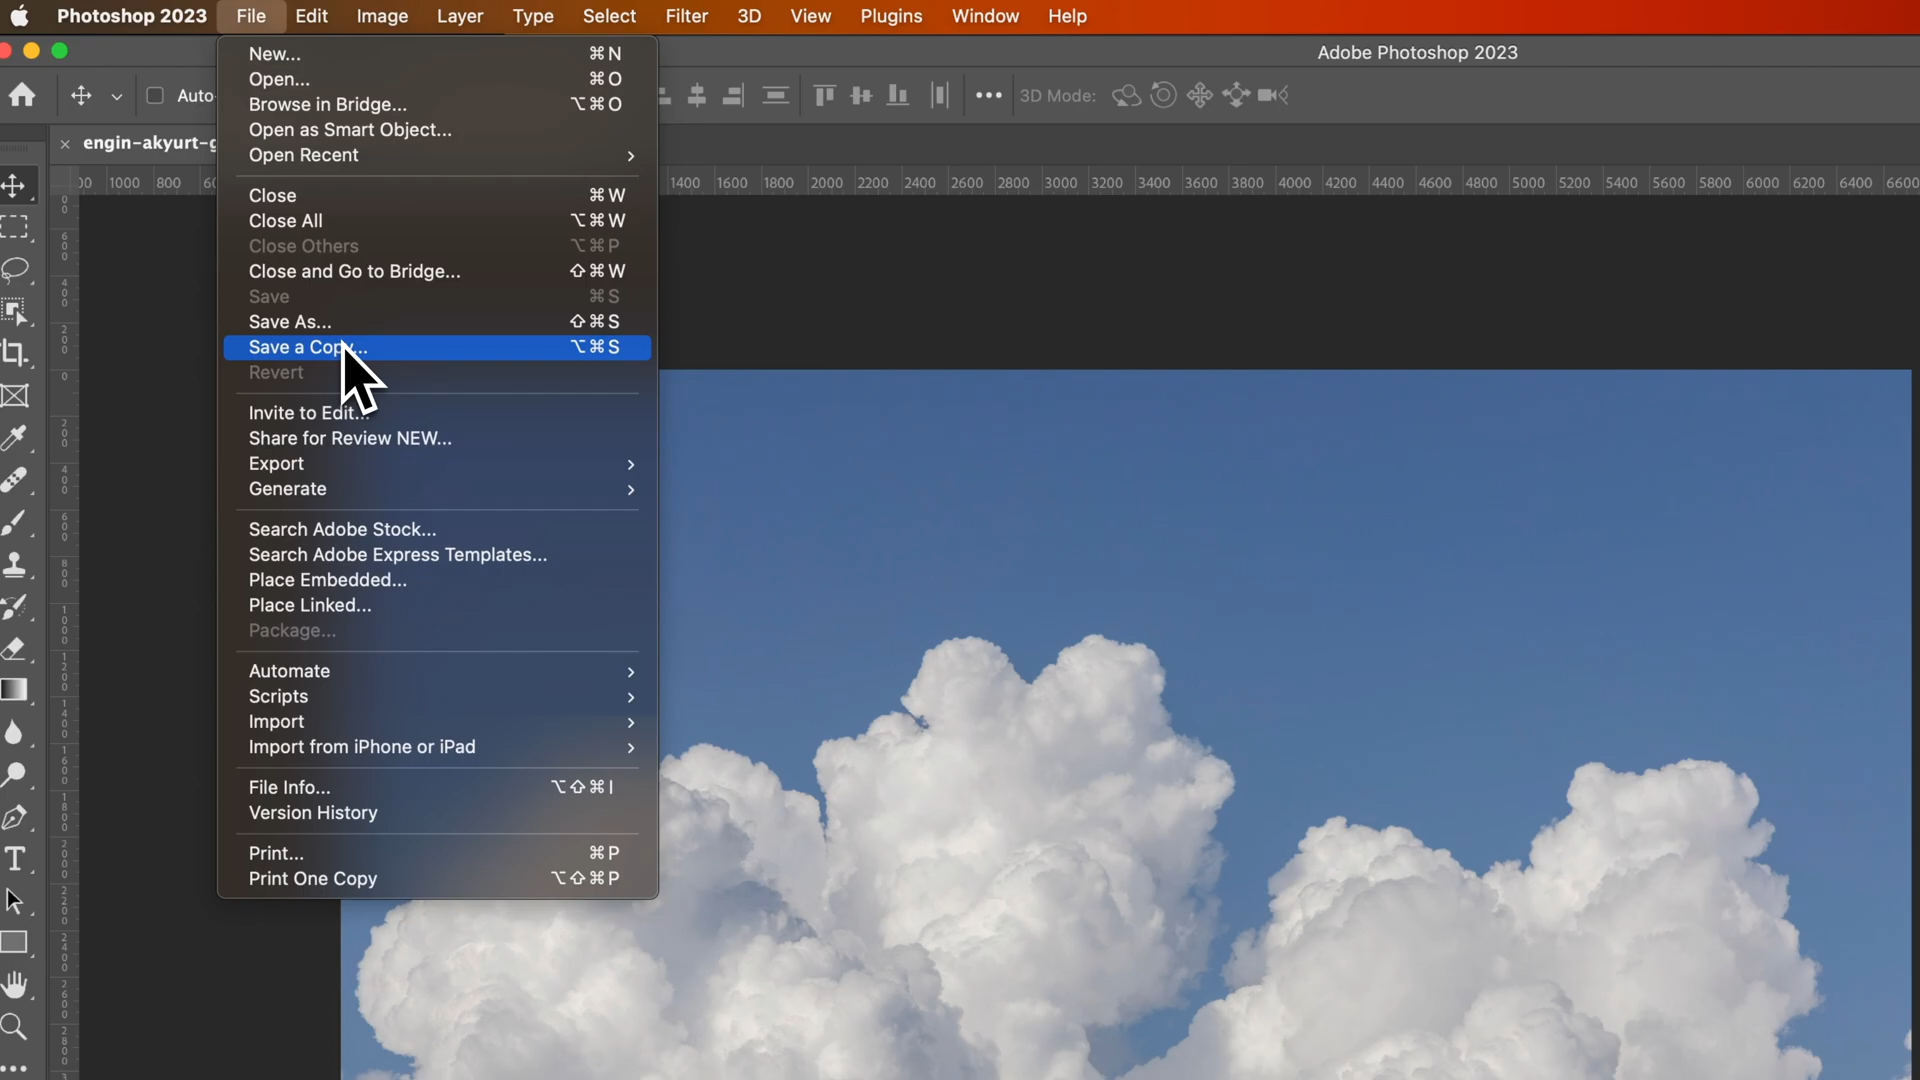 Photoshop 2023 File Edit Image Layer Type Select Filter 3D View Plugins Window Help
Adobe Photoshop 2023
Auto-
3D Mode:
engin-akyurt-g
1000 800 1400 1600 1800 2000 2200 2400 2600 2800 3000 3200 3400 3600 3800 4000 4200 4400 4600 4800 5000 5200 5400 5600 5800 6000 6200 6400 6600
New... ⌘N
Open... ⌘O
Browse in Bridge... ⌥⌘O
Open as Smart Object...
Open Recent
Close ⌘W
Close All ⌥⌘W
Close Others ⌥⌘P
Close and Go to Bridge... ⇧⌘W
Save ⌘S
Save As... ⇧⌘S
Save a Copy... ⌥⌘S
Revert
Invite to Edit...
Share for Review NEW...
Export
Generate
Search Adobe Stock...
Search Adobe Express Templates...
Place Embedded...
Place Linked...
Package...
Automate
Scripts
Import
Import from iPhone or iPad
File Info... ⌥⇧⌘I
Version History
Print... ⌘P
Print One Copy ⌥⇧⌘P